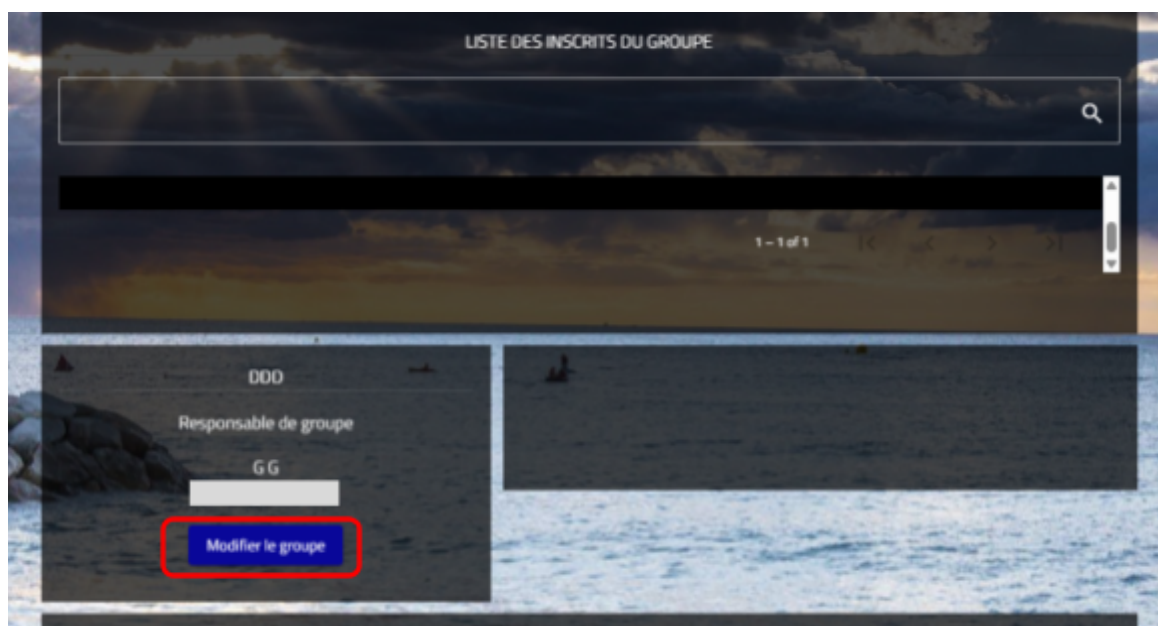 LISTE DES INSCRITS DU GROUPE
1 – 1 of 1
DDD
Responsable de groupe
G G
Modifier le groupe